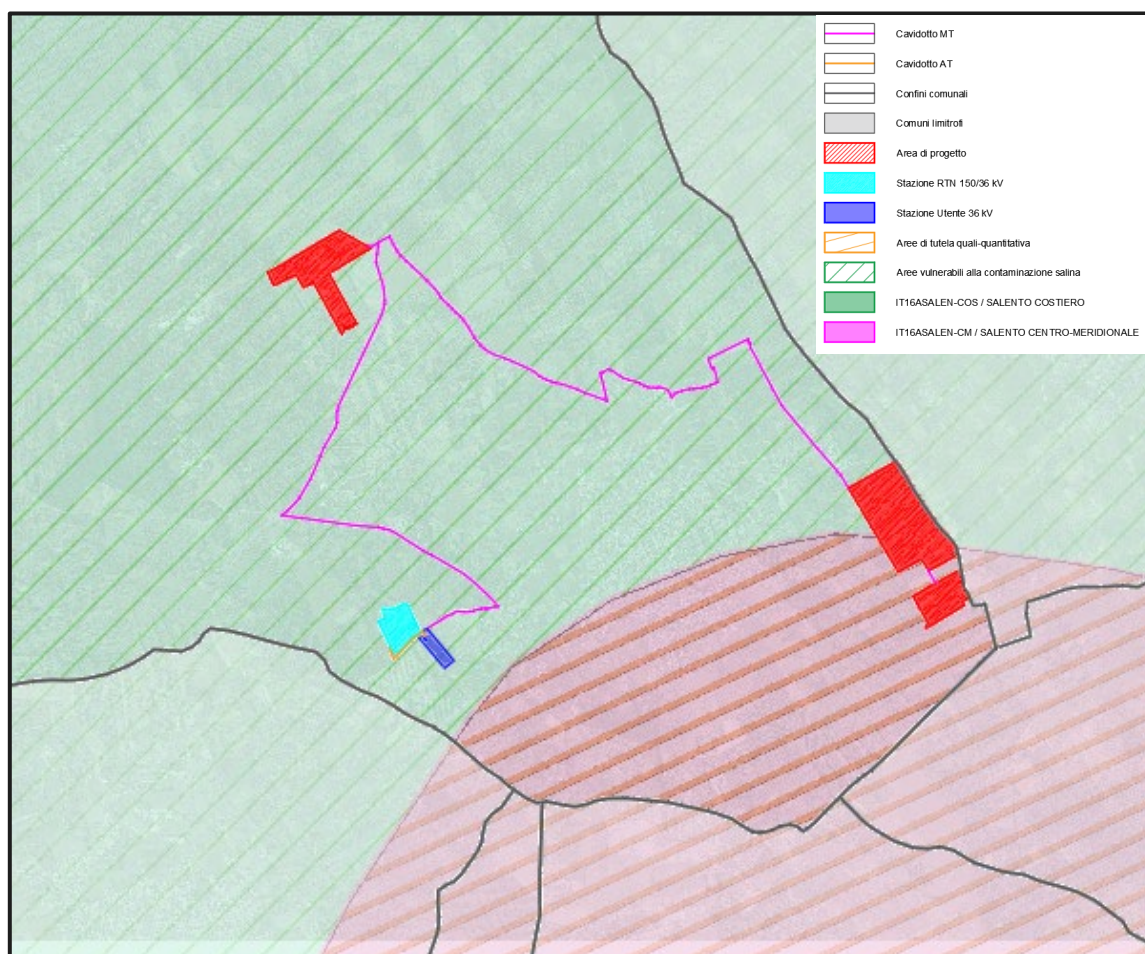 Cavidotto MT
Cavidotto AT
Confini comunali
Comuni limitrofi
Area di progetto
Stazione RTN 150/36 kV
Stazione Utente 36 kV
Aree di tutela quali-quantitativa
Aree vulnerabili alla contaminazione salina
IT16ASALEN-COS / SALENTO COSTIERO
IT16ASALEN-CM / SALENTO CENTRO-MERIDIONALE